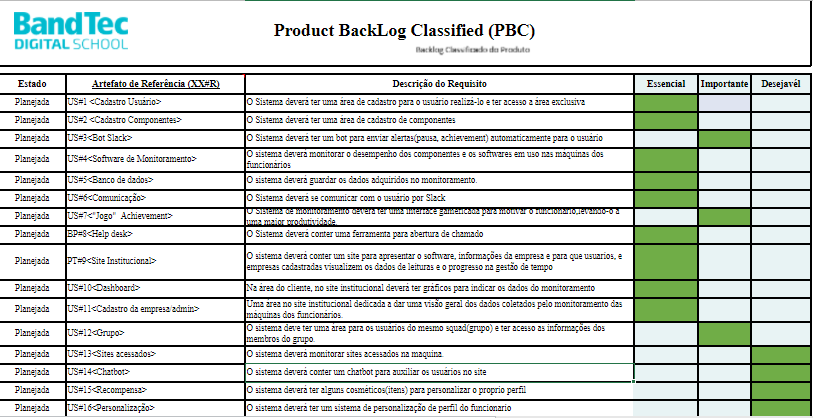 BandTec
DIGITAL SCHOOL
Product BackLog Classified (PBC)
Backlog Classificado do Produto
Estado Artefato de Referência (XX#R) Descrição do Requisito Essencial Importante Desejavél
Planejada US#1 <Cadastro Usuário> O Sistema deverá ter uma área de cadastro para o usuário realizá-lo e ter acesso a área exclusiva
Planejada US#2 <Cadastro Componentes> O Sistema deverá ter uma área de cadastro de componentes
Planejada US#3<Bot Slack> O Sistema deverá ter um bot para enviar alertas(pausa, achievement) automaticamente para o usuário
Planejada US#4<Software de Monitoramento> O sistema deverá monitorar o desempenho dos componentes e os softwares em uso nas máquinas dos
funcionários
Planejada US#5<Banco de dados> O sistema deverá guardar os dados adquiridos no monitoramento.
Planejada US#6<Comunicação> O Sistema deverá se comunicar com o usuário por Slack
Planejada US#7<"Jogo" Achievement> O Sistema de monitoramento deverá ter uma interface gameficada para motivar o funcionário,levando-o a
uma maior produtividade.
Planejada BP#8<Help desk> O Sistema deverá conter uma ferramenta para abertura de chamado
Planejada PT#9<Site Institucional> O sistema deverá conter um site para apresentar o software, informações da empresa e para que usuários, e
empresas cadastradas visualizem os dados de leituras e o progresso na gestão de tempo
Planejada US#10<Dashboard> Na área do cliente, no site institucional deverá ter gráficos para indicar os dados do monitoramento
Planejada US#11<Cadastro da empresa/admin> Uma área no site institucional dedicada a dar uma visão geral dos dados coletados pelo monitoramento das
máquinas dos funcionários.
Planejada US#12<Grupo> O sistema deve ter uma área para os usuários do mesmo squad(grupo) e ter acesso as informações dos
membros do grupo.
Planejada US#13<Sites acessados> O sistema deverá monitorar sites acessados na maquina.
Planejada US#14<Chatbot> O sistema deverá conter um chatbot para auxiliar os usuários no site
Planejada US#15<Recompensa> O sistema deverá ter alguns cosméticos(itens) para personalizar o proprio perfil
Planejada US#16<Personalização> O sistema deverá ter um sistema de personalização de perfil do funcionario